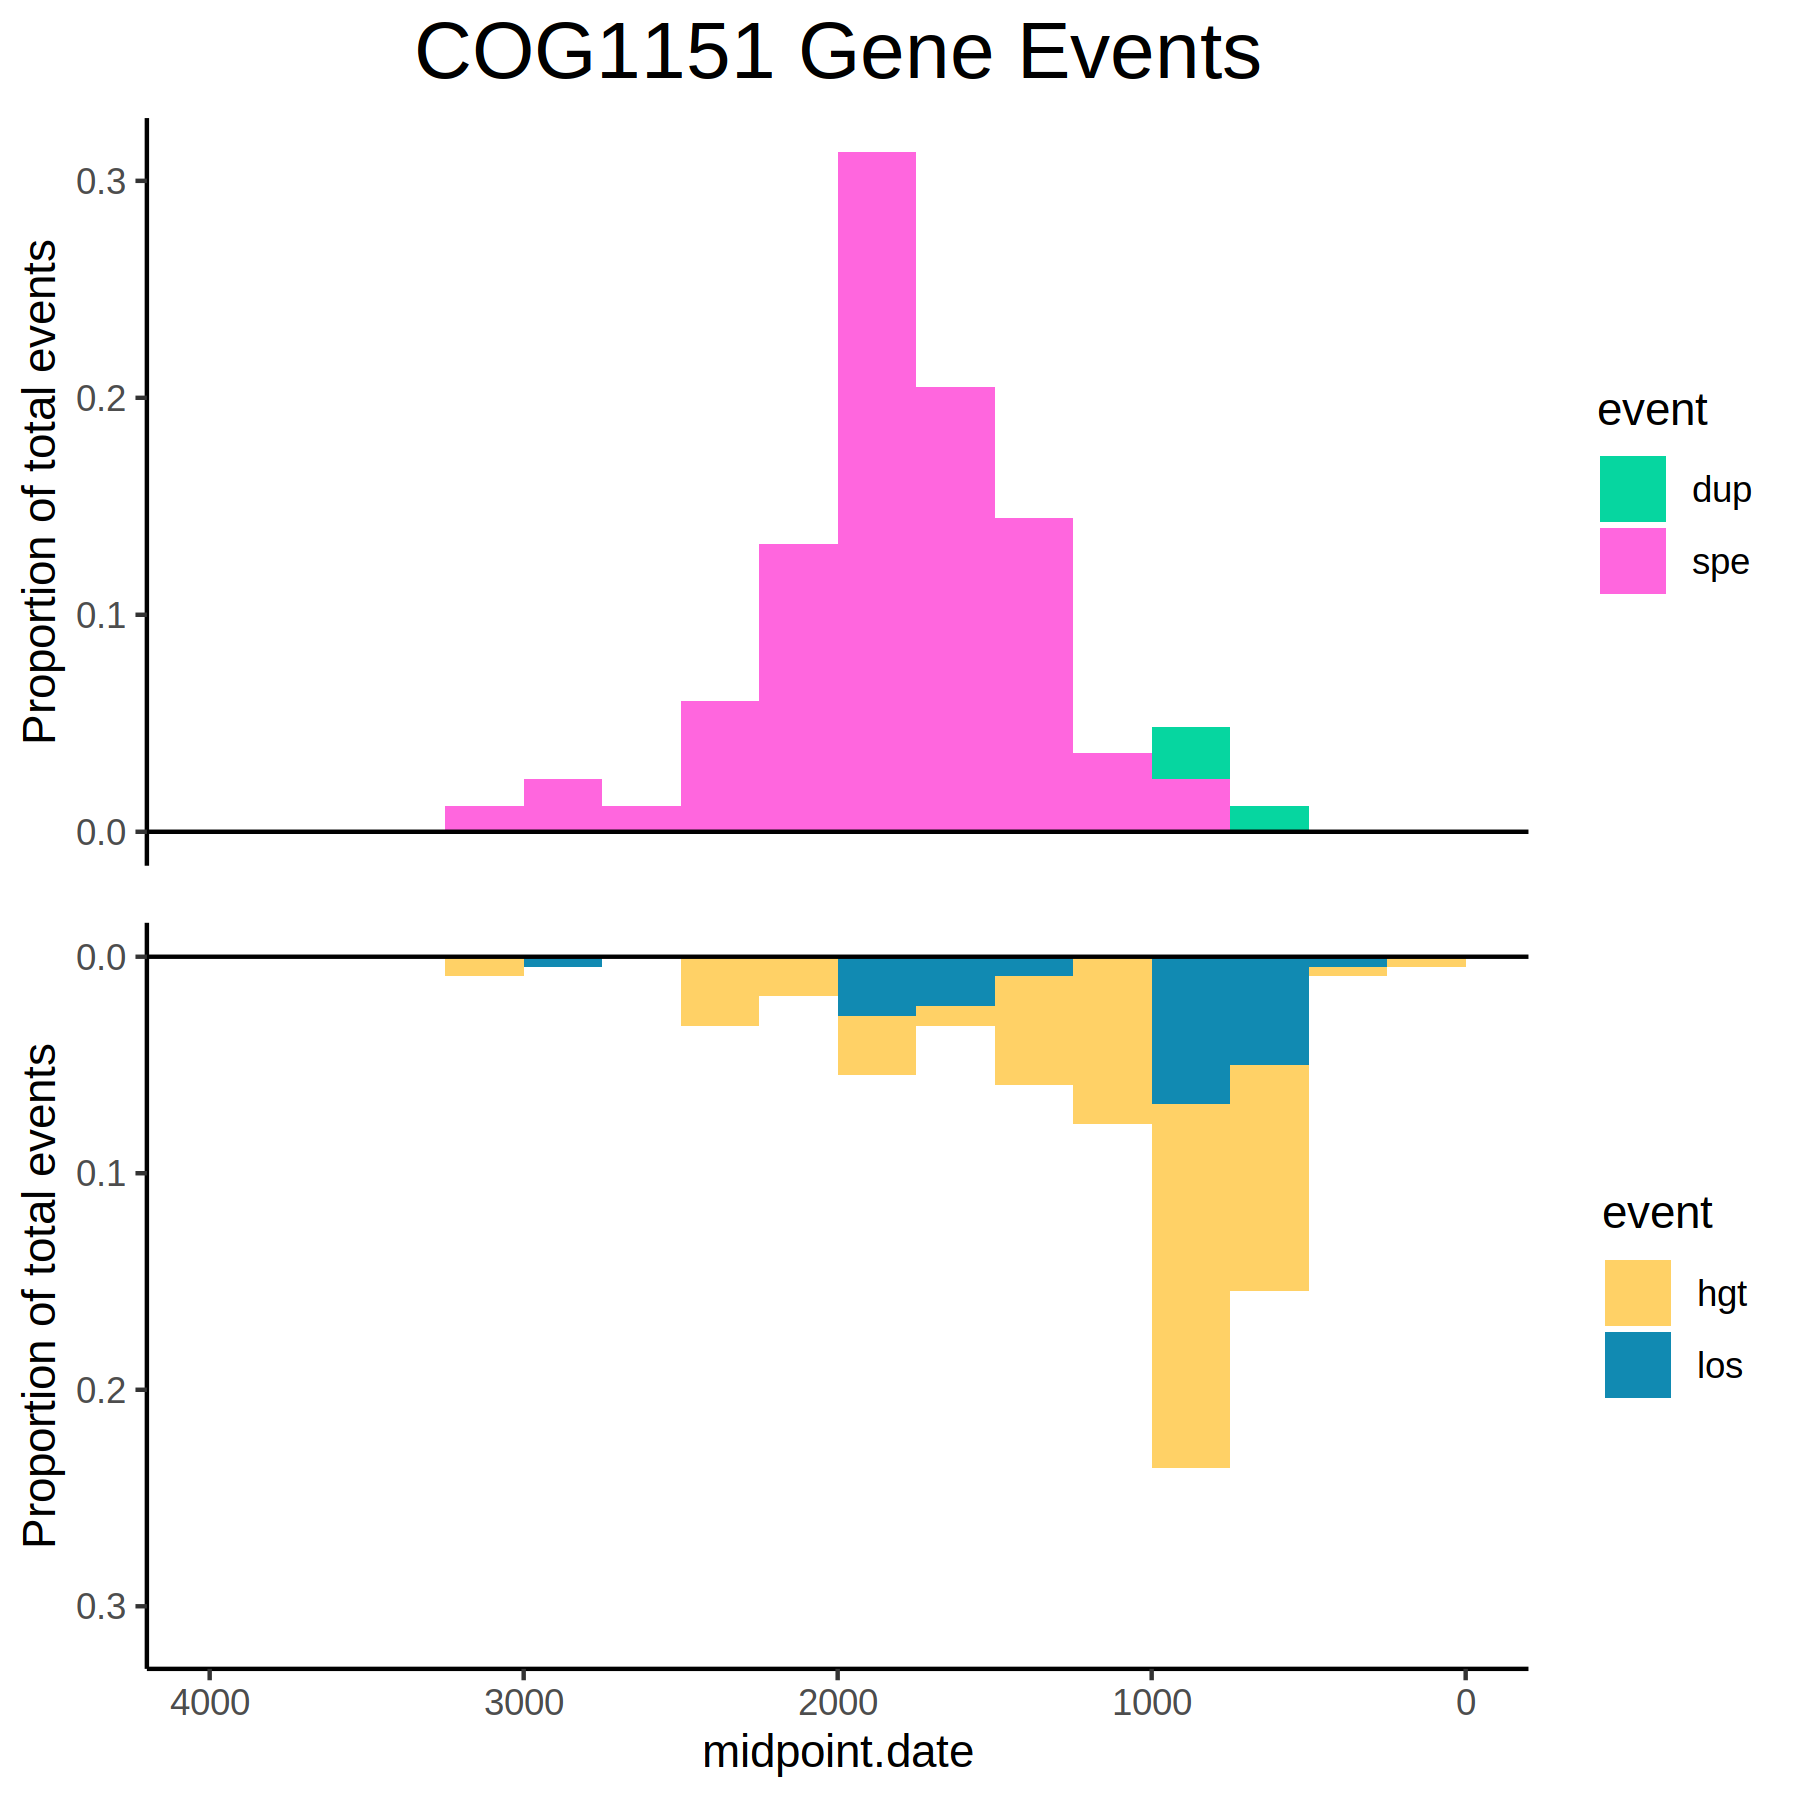 COG1151 Gene Events
Proportion of total events
0.3
0.2
0.1
0.0
event
dup
spe
Proportion of total events
0.0
0.1
0.2
0.3
event
hgt
los
4000 3000 2000 1000 0
midpoint.date